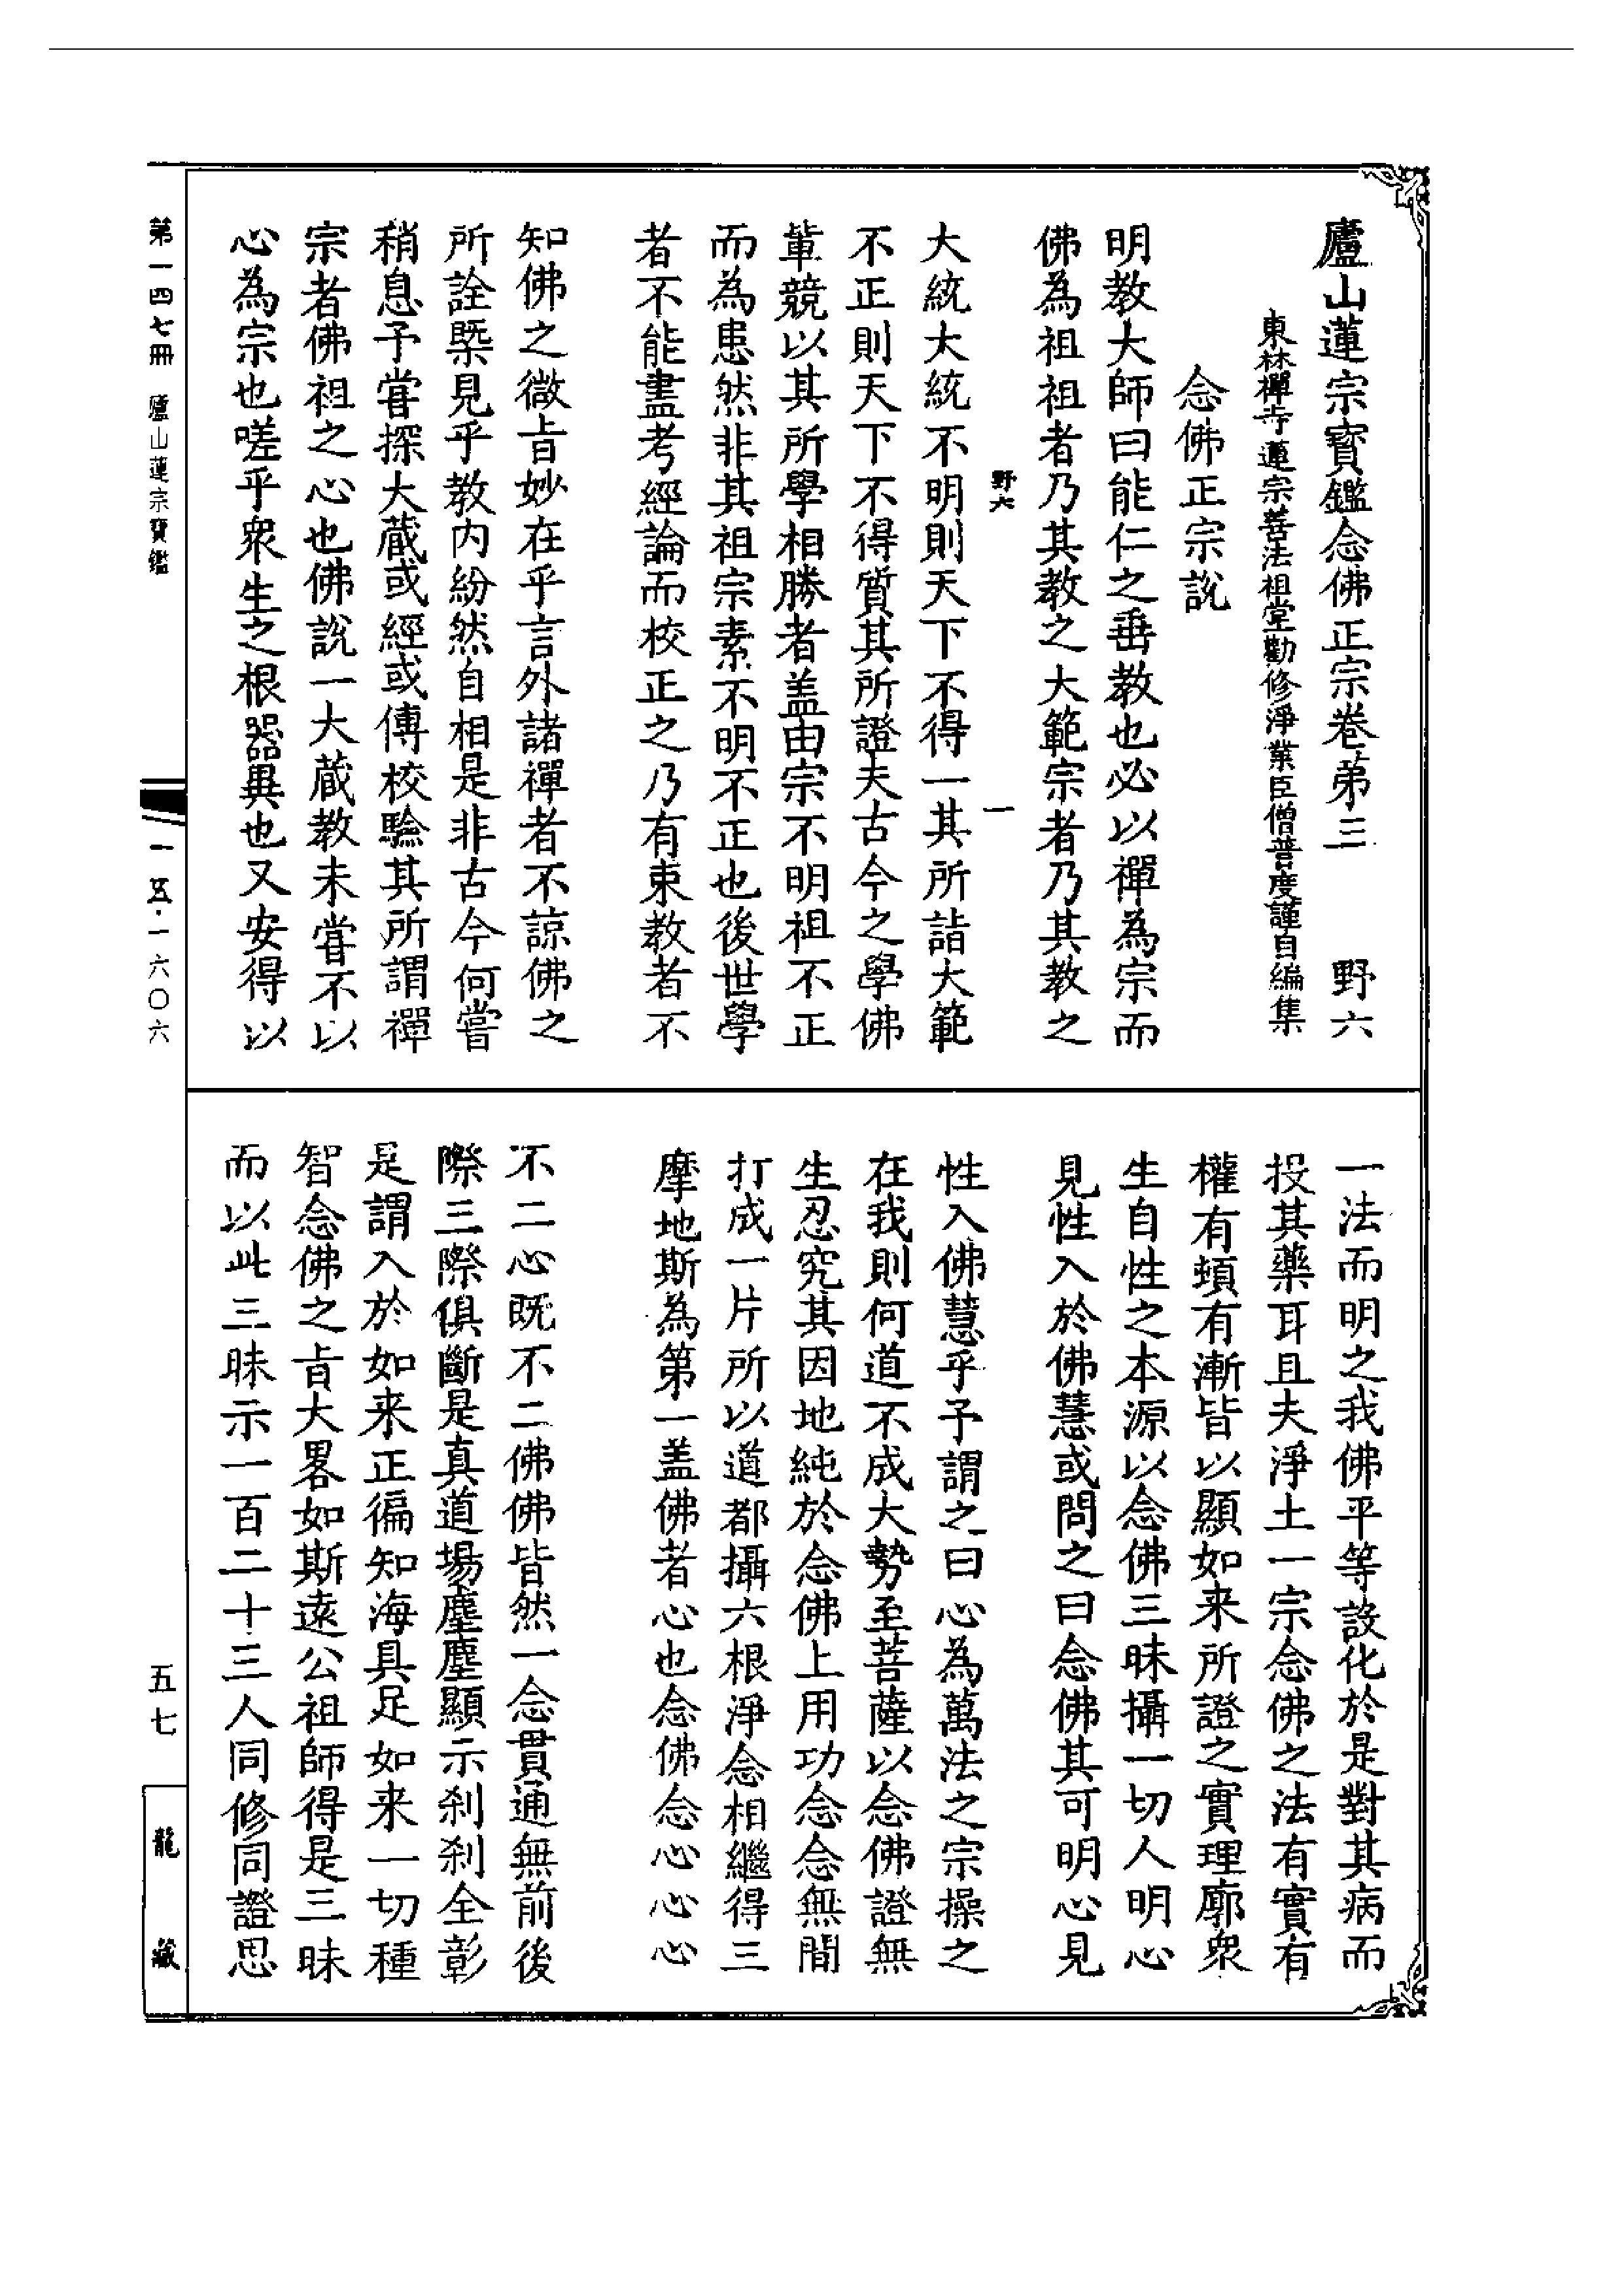 廬山蓮宗寳鑑念佛正宗卷第三　野六
東林禪寺蓮宗善法祖堂勸修淨業臣僧普度謹自編集
念佛正宗說
明教大師曰能仁之垂教也必以禪為宗而
佛為祖祖者乃其教之大範宗者乃其教之
野六　一
大統大統不明則天下不得一其所詣大範
不正則天下不得質其所證夫古今之學佛
輩競以其所學相勝者盖由宗不明祖不正
而為患然非其祖宗素不明不正也後世學
者不能盡考經論而校正之乃有束教者不
知佛之微旨妙在乎言外諸禪者不諒佛之
所詮槩見乎教内紛然自相是非古今何嘗
稍息予嘗探大蔵或經或傳校驗其所謂禪
宗者佛祖之心也佛說一大蔵教未嘗不以
心為宗也嗟乎衆生之根器異也又安得以
一法而明之我佛平等設化於是對其病而
投其藥耳且夫淨土一宗念佛之法有實有
權有頓有漸皆以顯如来所證之實理廓衆
生自性之本源以念佛三昧攝一切人明心
見性入於佛慧或問之曰念佛其可明心見
性入佛慧乎予謂之曰心為萬法之宗操之
在我則何道不成大勢至菩薩以念佛證無
生忍究其因地純於念佛上用功念念無間
打成一片所以道都攝六根淨念相繼得三
摩地斯為第一盖佛者心也念佛念心心心
不二心既不二佛佛皆然一念貫通無前後
際三際俱斷是真道場塵塵顯示刹刹全彰
是謂入於如来正徧知海具足如来一切種
智念佛之旨大畧如斯逺公祖師得是三昧
而以此三昧示一百二十三人同修同證思
第一四七冊　廬山蓮宗寶鑑
一五·一六〇六
五七
龍藏